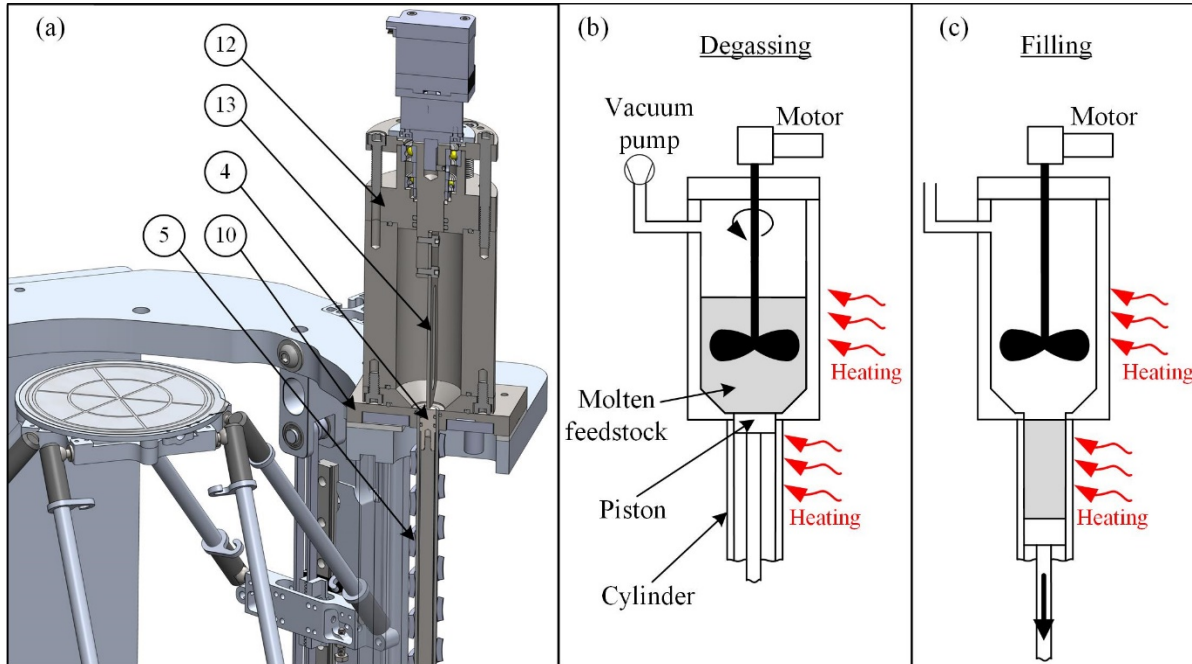 (a)
12
13
4
5
10
(b)
Degassing
Vacuum
pump
Motor
Heating
Molten
feedstock
Piston
Heating
Cylinder
(c)
Filling
Motor
Heating
Heating